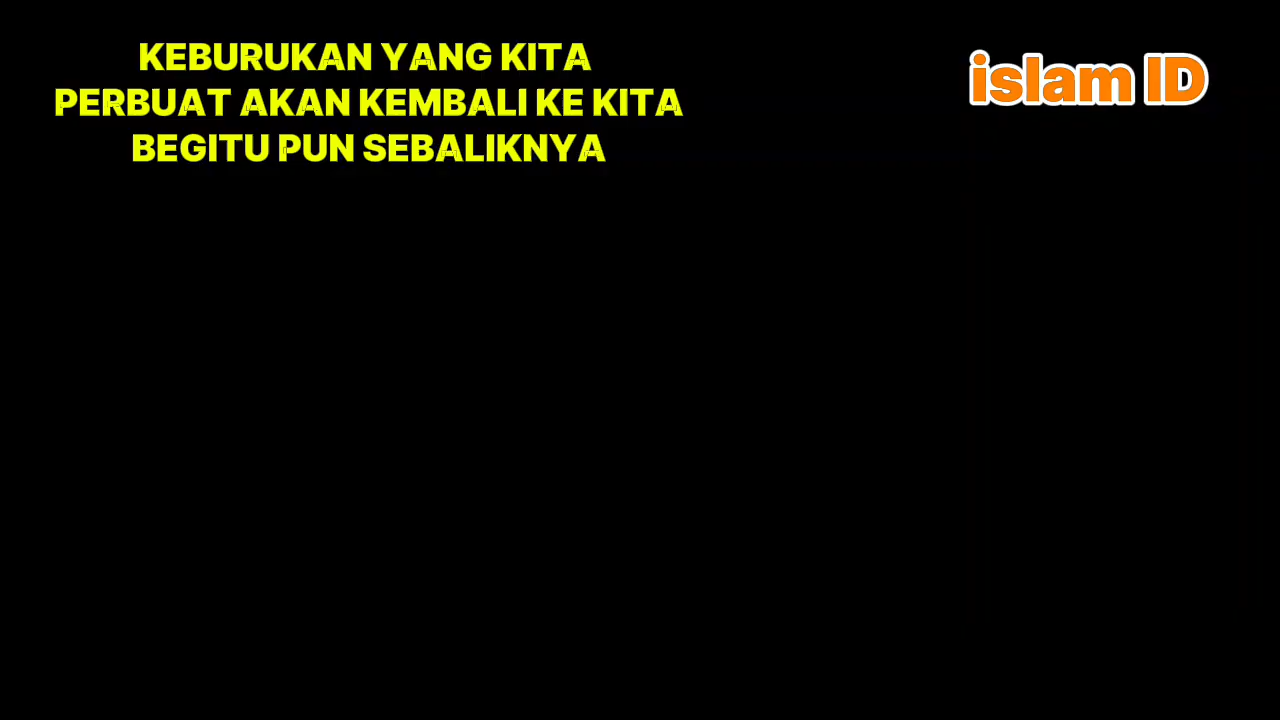 KEBURUKAN YANG KITA
PERBUAT AKAN KEMBALI KE KITA
BEGITU PUN SEBALIKNYA
islam ID